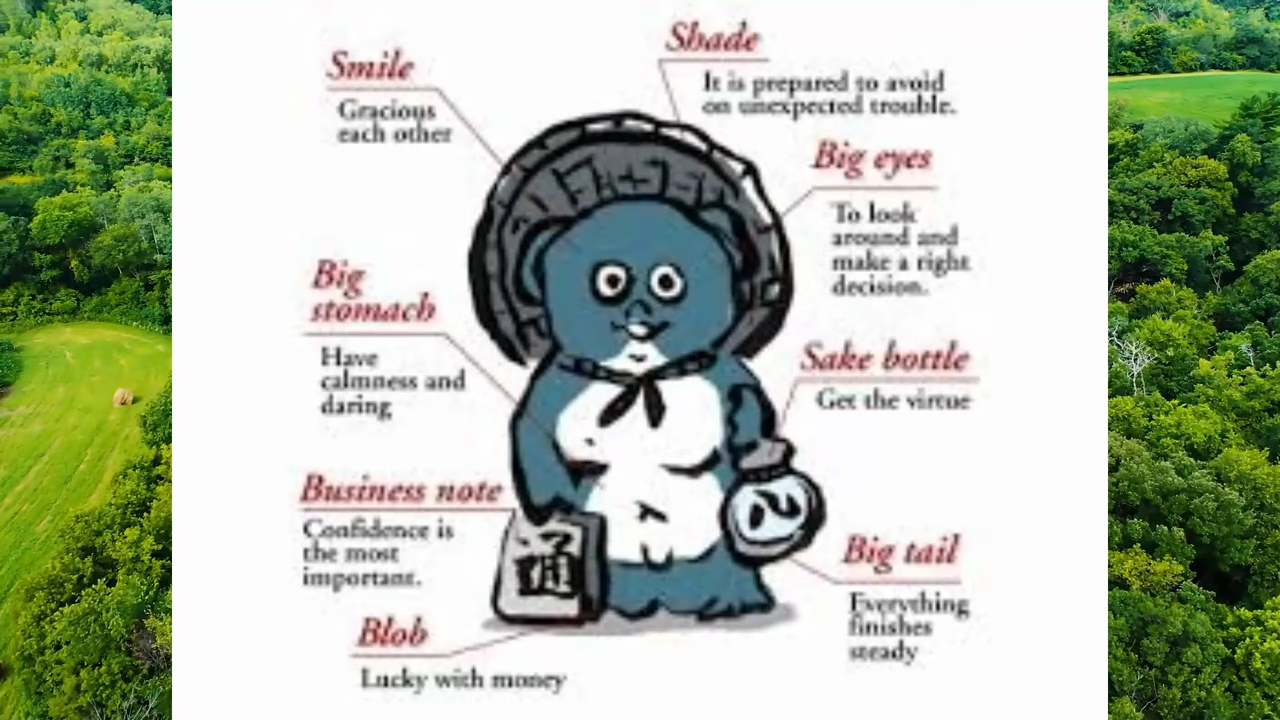 Smile
Gracious
each other
Shade
It is prepared to avoid
on unexpected trouble.
Big eyes
To look
around and
make a right
decision.
Big
stomach
Have
calmness and
daring
Sake bottle
Get the virtue
Business note
Confidence is
the most
important.
通
Big tail
Everything
finishes
steady
Blob
Lucky with money